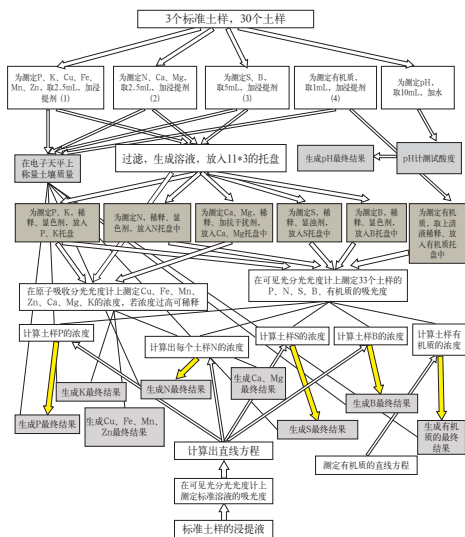 3个标准土样，30个土样
为测定P、K、Cu、Fe、
Mn、Zn，取2.5mL，加浸
提剂（1）
为测定N、Ca、Mg，
取2.5mL，加浸提剂
（2）
为测定S、B，
取5mL，加浸提剂
（3）
为测定有机质，
取1mL，加浸提剂
（4）
为测定pH，
取10mL，加水
在电子天平上
称量土壤质量
过滤，生成溶液，放入11*3的托盘
生成pH最终结果
pH计测试酸度
为测定P、K，稀
释、显色剂，放入
P、K托盘
为测定N，稀释、显
色剂，放入N托盘中
为测定Ca、Mg，稀
释，加抗干扰剂，
放入Ca、Mg托盘中
为测定S，稀
释、显浊剂，
放入S托盘中
为测定B，稀
释、显色剂，
放入B托盘中
为测定有机
质，取上清
液稀释、放
入有机质托
盘中
在原子吸收分光光度计上测定Cu、Fe、Mn、
Zn、Ca、Mg、K的浓度，若浓度过高可稀释
在可见光分光光度计上测定33个土样的
P、N、S、B、有机质的吸光度
计算土样P的浓度
计算出每个土样N的浓度
计算土样S的浓度
计算土样B的浓度
计算土样有
机质的浓度
生成K最终结果
生成N最终结果
生成Ca、Mg
最终结果
生成P最终结果
生成Cu、Fe、Mn、
Zn最终结果
生成S最终结果
生成B最终结果
生成有机
质的最终
结果
计算出直线方程
测定有机质的直线方程
在可见光分光光度计上
测定标准溶液的吸光度
标准土样的浸提液